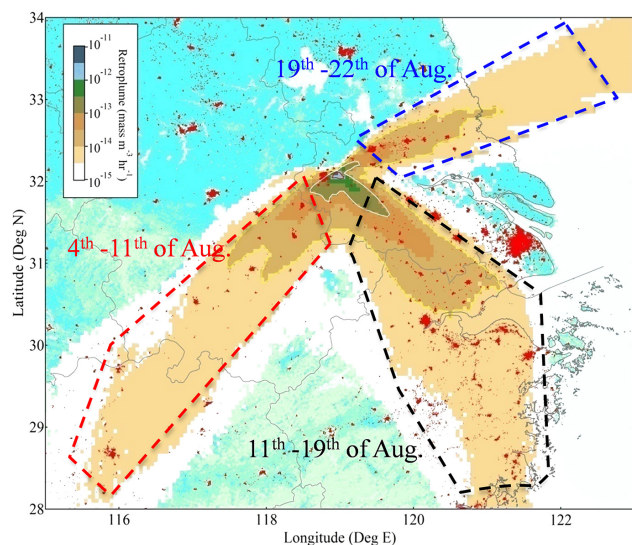 34
33
32
31
30
29
28
Latitude (Deg N)
10⁻¹¹
10⁻¹²
10⁻¹³
10⁻¹⁴
10⁻¹⁵
Retroplume (mass m⁻³ hr⁻¹)
19ᵗʰ -22ᵗʰ of Aug.
4ᵗʰ -11ᵗʰ of Aug.
11ᵗʰ -19ᵗʰ of Aug.
116
118
120
122
Longitude (Deg E)